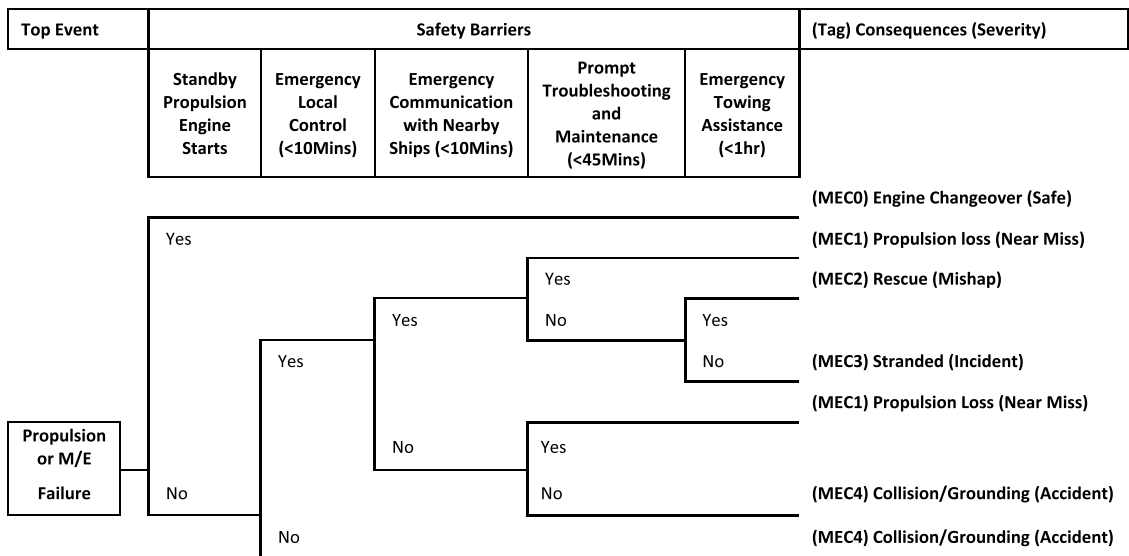 Top Event
Safety Barriers
(Tag) Consequences (Severity)
Standby
Propulsion
Engine
Starts
Emergency
Local
Control
(<10Mins)
Emergency
Communication
with Nearby
Ships (<10Mins)
Prompt
Troubleshooting
and
Maintenance
(<45Mins)
Emergency
Towing
Assistance
(<1hr)
(MEC0) Engine Changeover (Safe)
Yes
(MEC1) Propulsion loss (Near Miss)
Yes
(MEC2) Rescue (Mishap)
Yes
No
Yes
Yes
No
(MEC3) Stranded (Incident)
(MEC1) Propulsion Loss (Near Miss)
Propulsion
or M/E
Failure
No
Yes
No
No
(MEC4) Collision/Grounding (Accident)
No
(MEC4) Collision/Grounding (Accident)